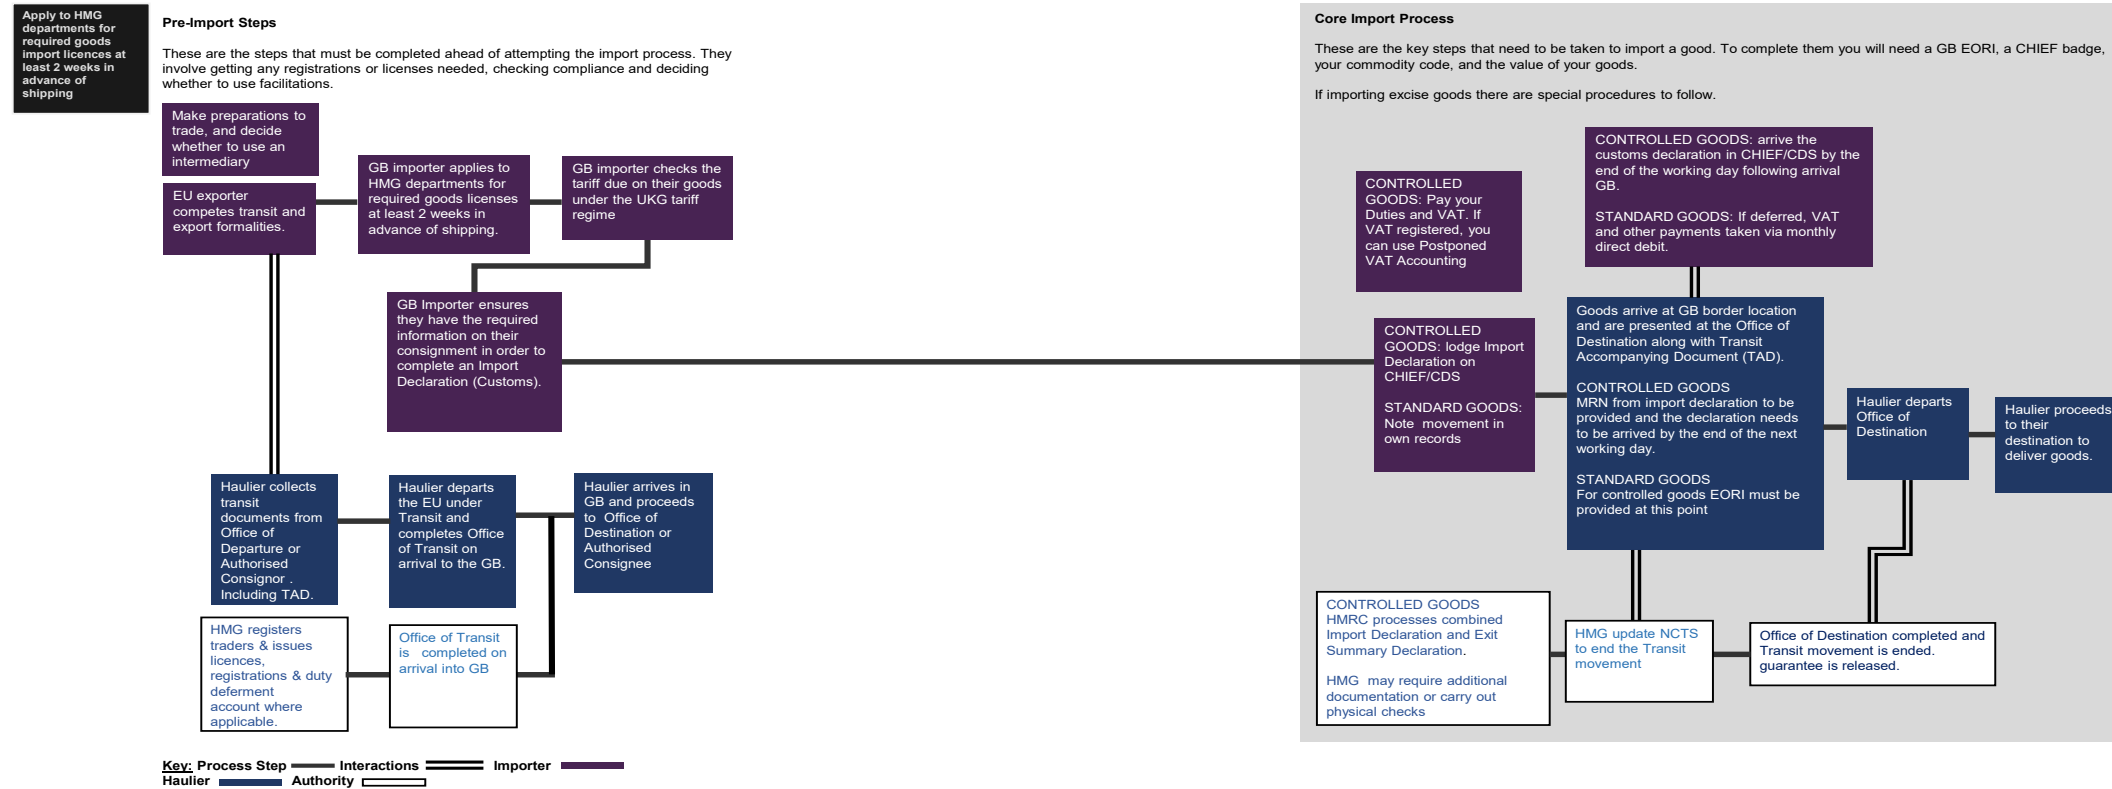 Apply to HMG
departments for
required goods
import licences at
least 2 weeks in
advance of
shipping
Pre-Import Steps
These are the steps that must be completed ahead of attempting the import process. They
involve getting any registrations or licenses needed, checking compliance and deciding
whether to use facilitations.
Make preparations to
trade, and decide
whether to use an
intermediary
EU exporter
competes transit and
export formalities.
GB importer applies to
HMG departments for
required goods licenses
at least 2 weeks in
advance of shipping.
GB importer checks the
tariff due on their goods
under the UKG tariff
regime
GB Importer ensures
they have the required
information on their
consignment in order to
complete an Import
Declaration (Customs).
Haulier collects
transit
documents from
Office of
Departure or
Authorised
Consignor .
Including TAD.
Haulier departs
the EU under
Transit and
completes Office
of Transit on
arrival to the GB.
Haulier arrives in
GB and proceeds
to Office of
Destination or
Authorised
Consignee
HMG registers
traders & issues
licences,
registrations & duty
deferment
account where
applicable.
Office of Transit
is completed on
arrival into GB
Core Import Process
These are the key steps that need to be taken to import a good. To complete them you will need a GB EORI, a CHIEF badge,
your commodity code, and the value of your goods.
If importing excise goods there are special procedures to follow.
CONTROLLED
GOODS: Pay your
Duties and VAT. If
VAT registered, you
can use Postponed
VAT Accounting
CONTROLLED GOODS: arrive the
customs declaration in CHIEF/CDS by the
end of the working day following arrival
GB.
STANDARD GOODS: If deferred, VAT
and other payments taken via monthly
direct debit.
CONTROLLED
GOODS: lodge Import
Declaration on
CHIEF/CDS
STANDARD GOODS:
Note movement in
own records
Goods arrive at GB border location
and are presented at the Office of
Destination along with Transit
Accompanying Document (TAD).
CONTROLLED GOODS
MRN from import declaration to be
provided and the declaration needs
to be arrived by the end of the next
working day.
STANDARD GOODS
For controlled goods EORI must be
provided at this point
Haulier departs
Office of
Destination
Haulier proceeds
to their
destination to
deliver goods.
CONTROLLED GOODS
HMRC processes combined
Import Declaration and Exit
Summary Declaration.
HMG may require additional
documentation or carry out
physical checks
HMG update NCTS
to end the Transit
movement
Office of Destination completed and
Transit movement is ended.
guarantee is released.
Key: Process Step Interactions Importer
Haulier Authority